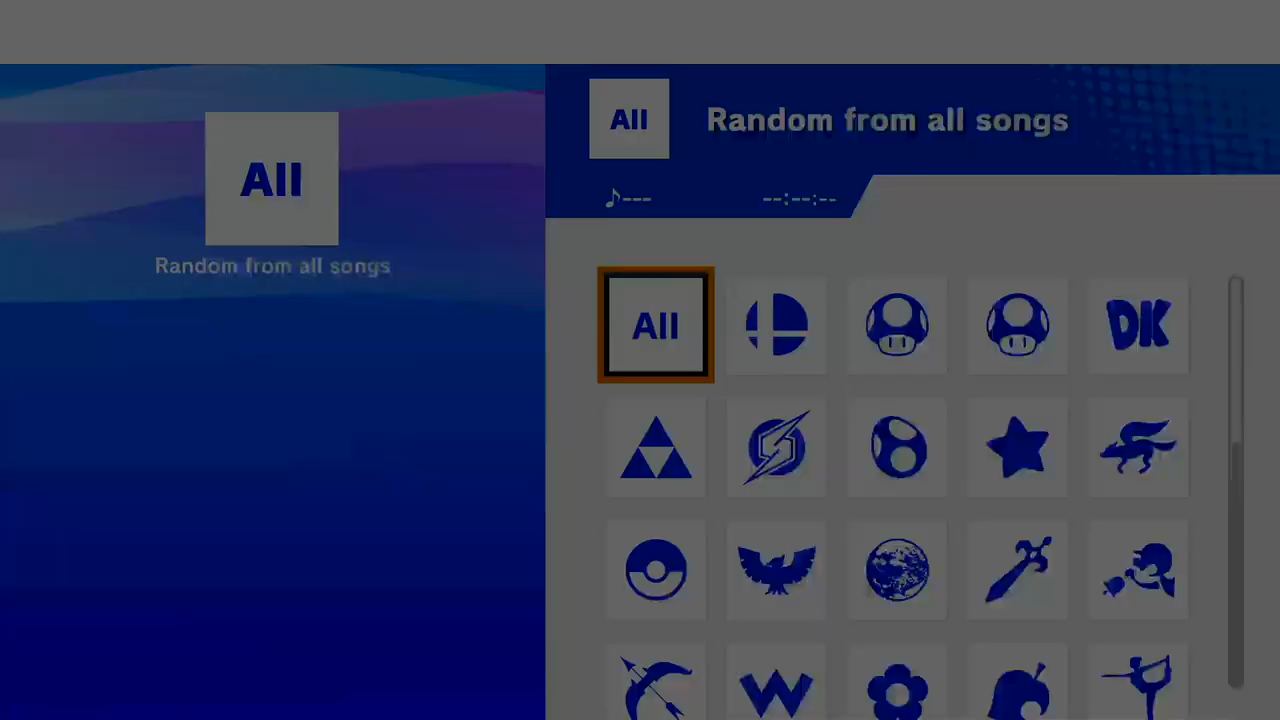 All
Random from all songs
All
Random from all songs
♪---
--:--:--
All
DK
W